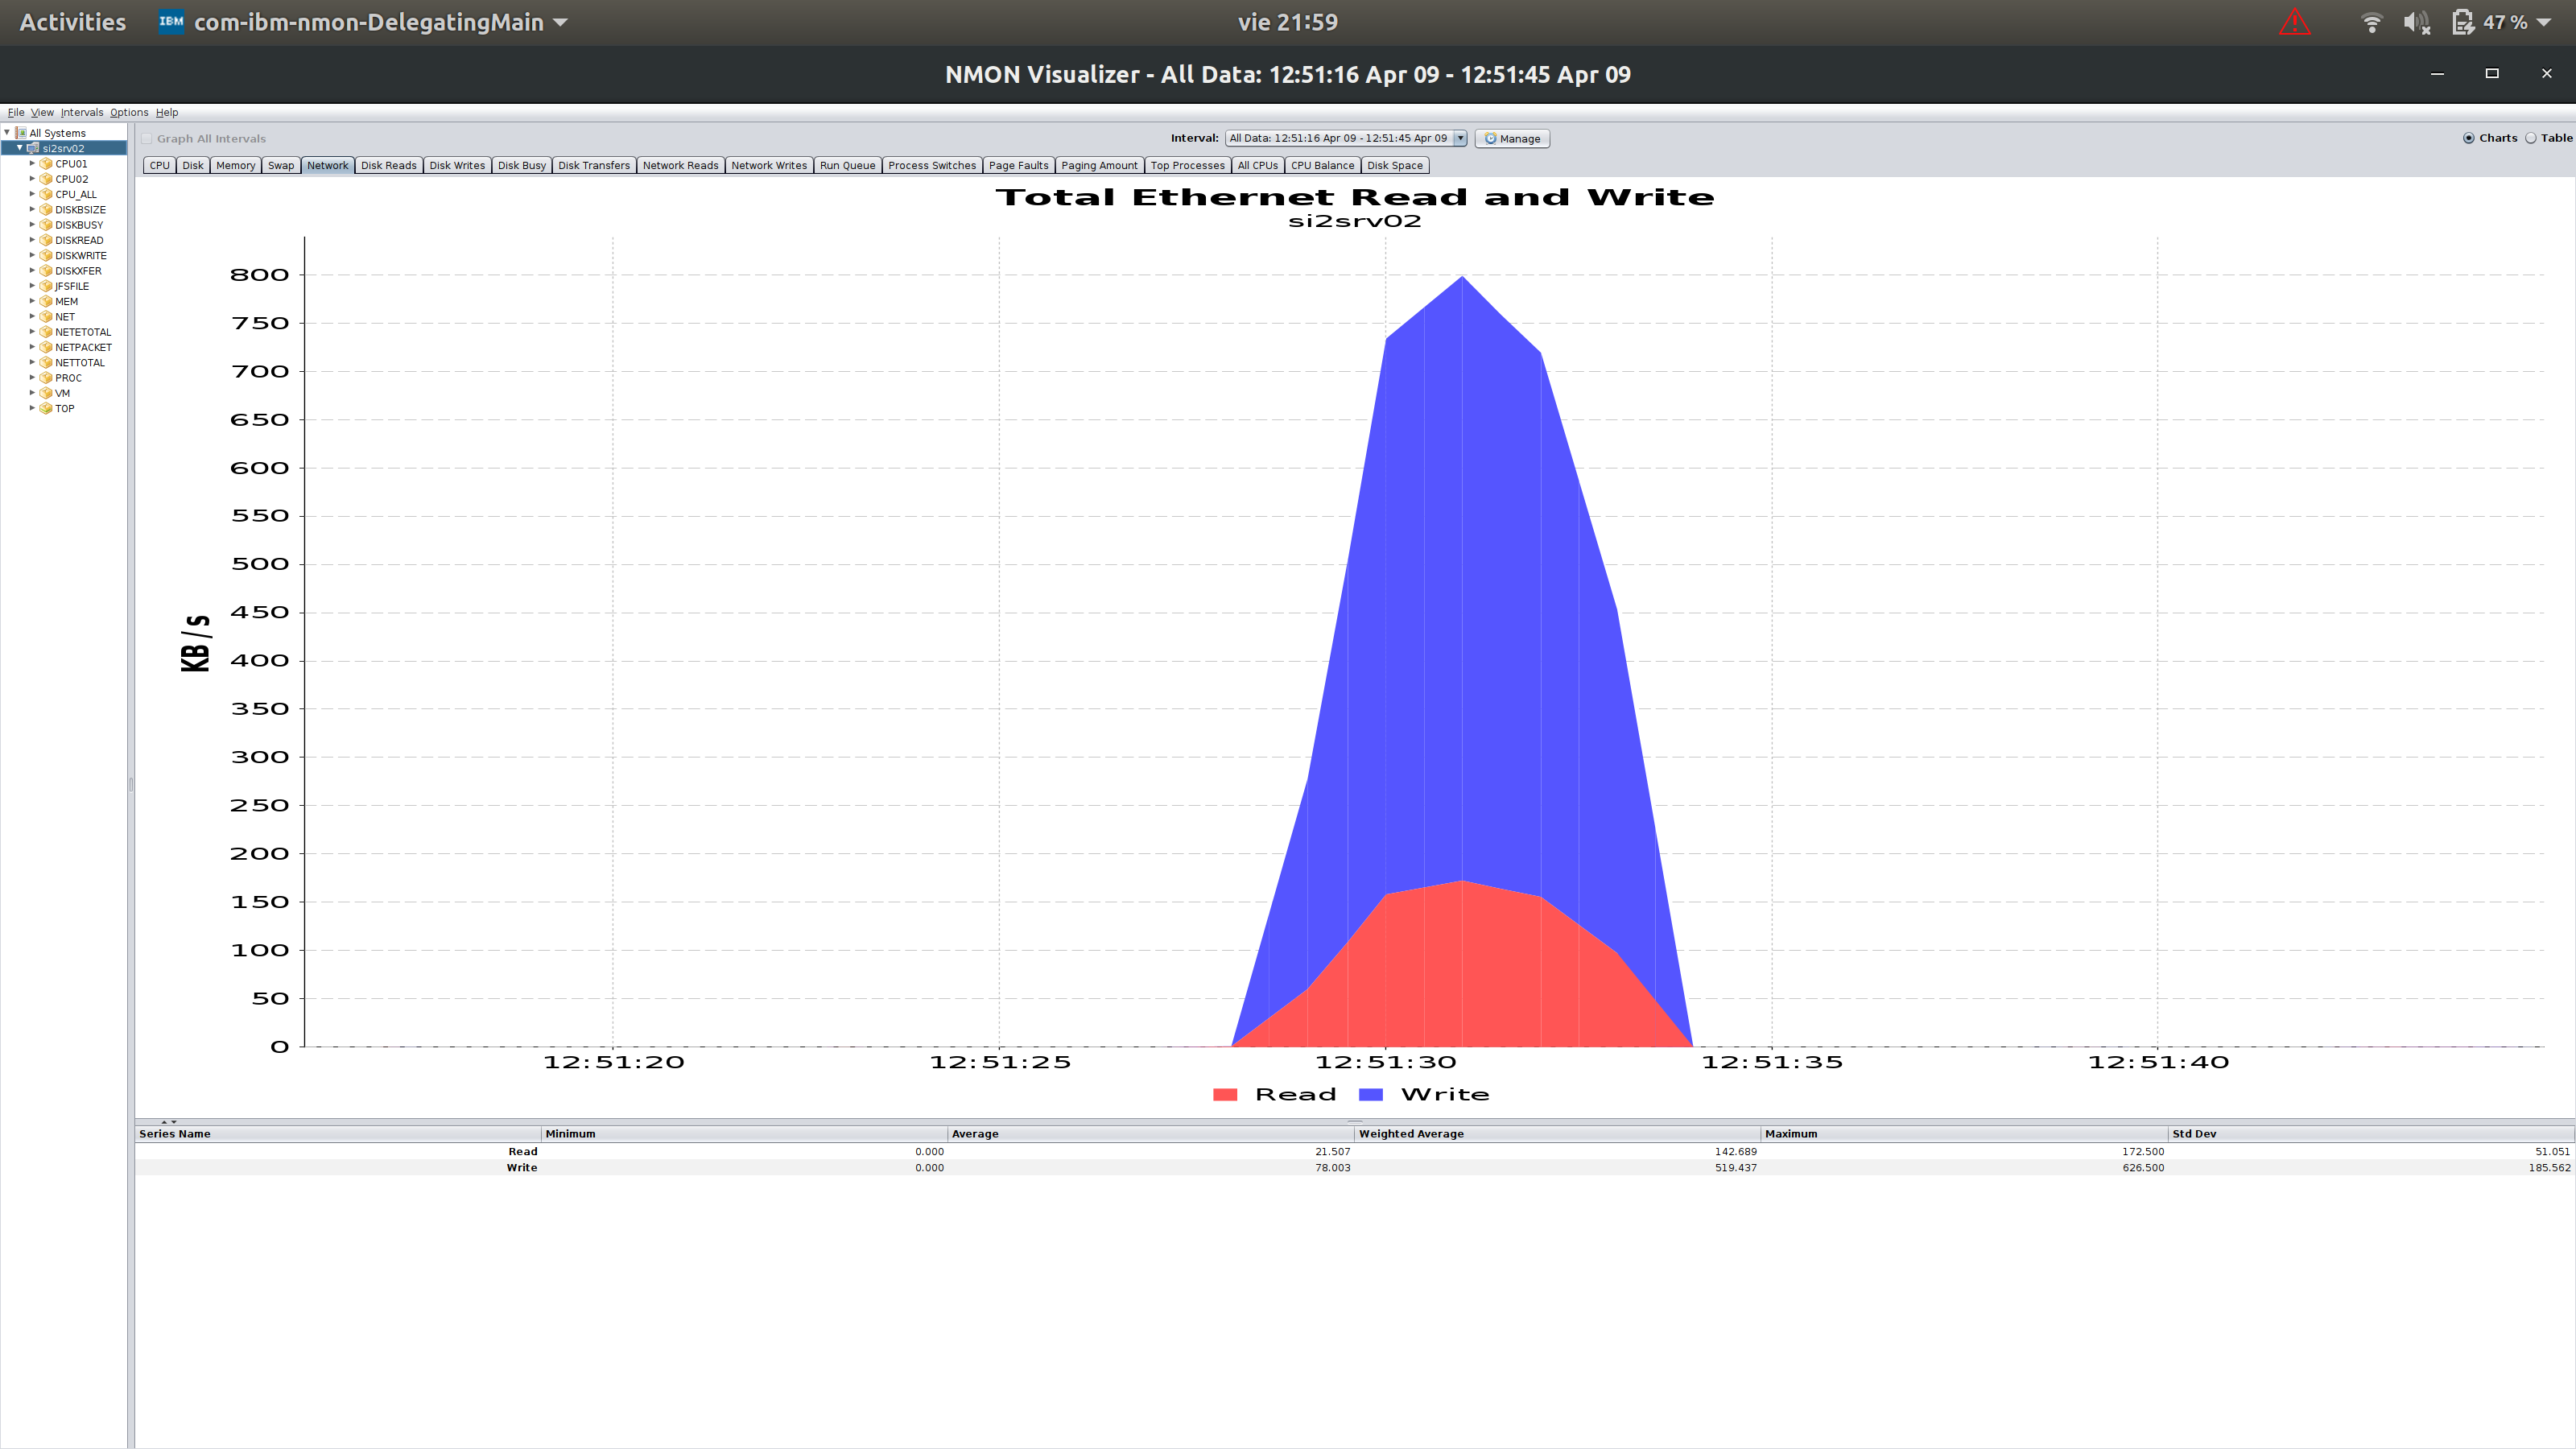 Activities IBM com-ibm-nmon-DelegatingMain vie 21:59 47 %
NMON Visualizer - All Data: 12:51:16 Apr 09 - 12:51:45 Apr 09
File View Intervals Options Help
All Systems
si2srv02
CPU01
CPU02
CPU_ALL
DISKBSIZE
DISKBUSY
DISKREAD
DISKWRITE
DISKXFER
JFSFILE
MEM
NET
NETETOTAL
NETPACKET
NETTOTAL
PROC
VM
TOP
Graph All Intervals Interval: All Data: 12:51:16 Apr 09 - 12:51:45 Apr 09 Manage Charts Table
CPU Disk Memory Swap Network Disk Reads Disk Writes Disk Busy Disk Transfers Network Reads Network Writes Run Queue Process Switches Page Faults Paging Amount Top Processes All CPUs CPU Balance Disk Space
Total Ethernet Read and Write
si2srv02
KB / s
800
750
700
650
600
550
500
450
400
350
300
250
200
150
100
50
0
12:51:20 12:51:25 12:51:30 12:51:35 12:51:40
Read Write
Series Name Minimum Average Weighted Average Maximum Std Dev
Read 0.000 21.507 142.689 172.500 51.051
Write 0.000 78.003 519.437 626.500 185.562